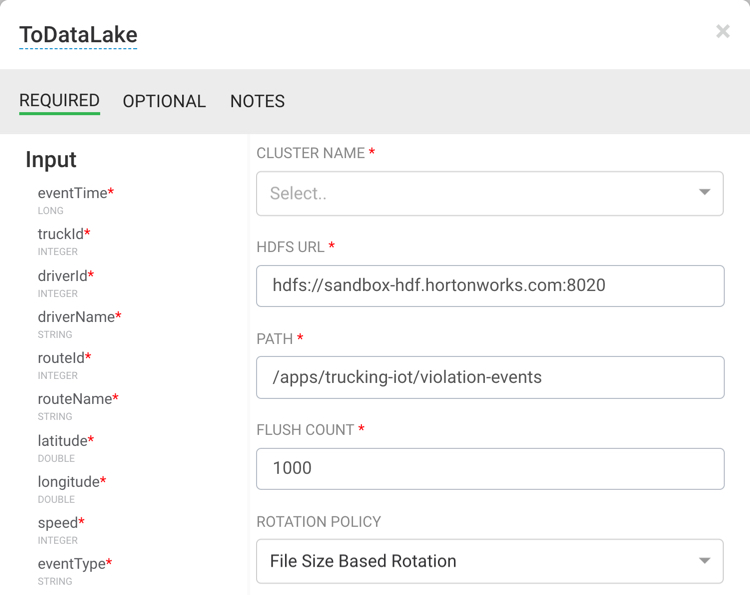 ToDataLake
×
REQUIRED OPTIONAL NOTES
Input
eventTime*
LONG
truckId*
INTEGER
driverId*
INTEGER
driverName*
STRING
routeId*
INTEGER
routeName*
STRING
latitude*
DOUBLE
longitude*
DOUBLE
speed*
INTEGER
eventType*
STRING
CLUSTER NAME *
Select..
HDFS URL *
hdfs://sandbox-hdf.hortonworks.com:8020
PATH *
/apps/trucking-iot/violation-events
FLUSH COUNT *
1000
ROTATION POLICY
File Size Based Rotation